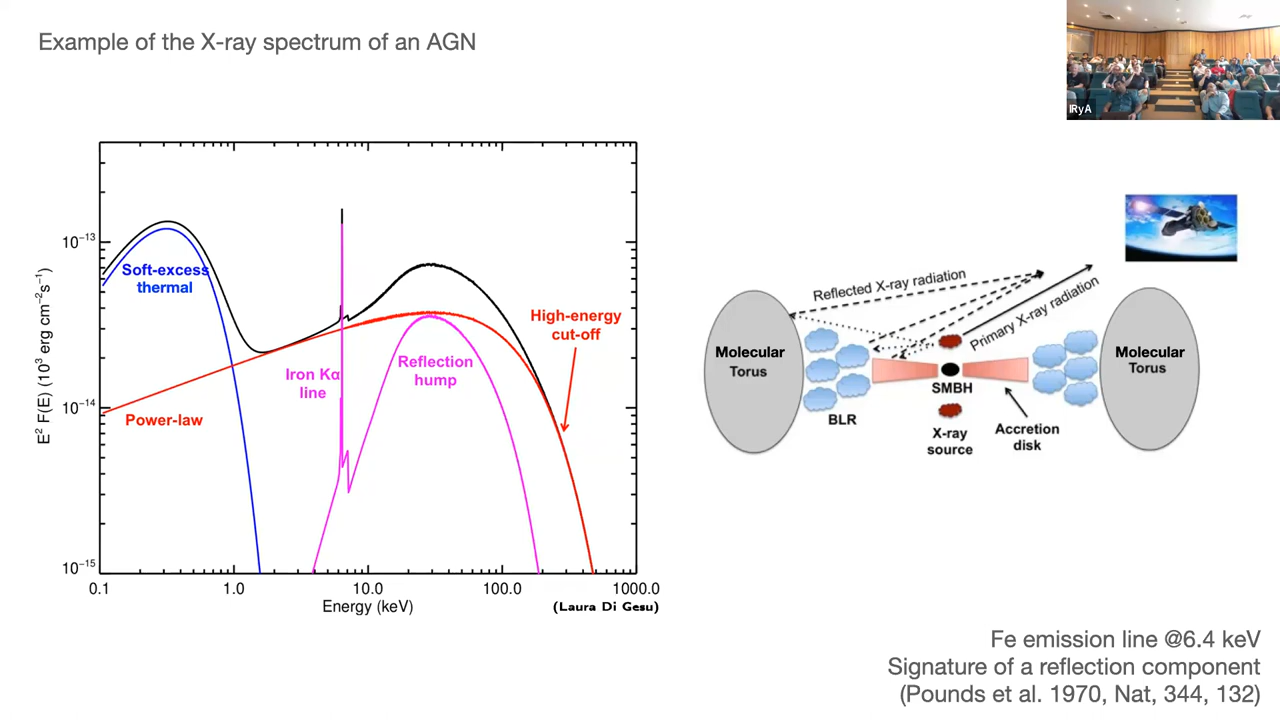 Example of the X-ray spectrum of an AGN
IRyA
10⁻¹³
10⁻¹⁴
10⁻¹⁵
E² F(E) (10³ erg cm⁻²s⁻¹)
Soft-excess
thermal
Power-law
Iron Kα
line
Reflection
hump
High-energy
cut-off
0.1 1.0 10.0 100.0 1000.0
Energy (keV)
(Laura Di Gesu)
Reflected X-ray radiation
Primary X-ray radiation
Molecular
Torus
BLR
SMBH
X-ray
source
Accretion
disk
Molecular
Torus
Fe emission line @6.4 keV
Signature of a reflection component
(Pounds et al. 1970, Nat, 344, 132)